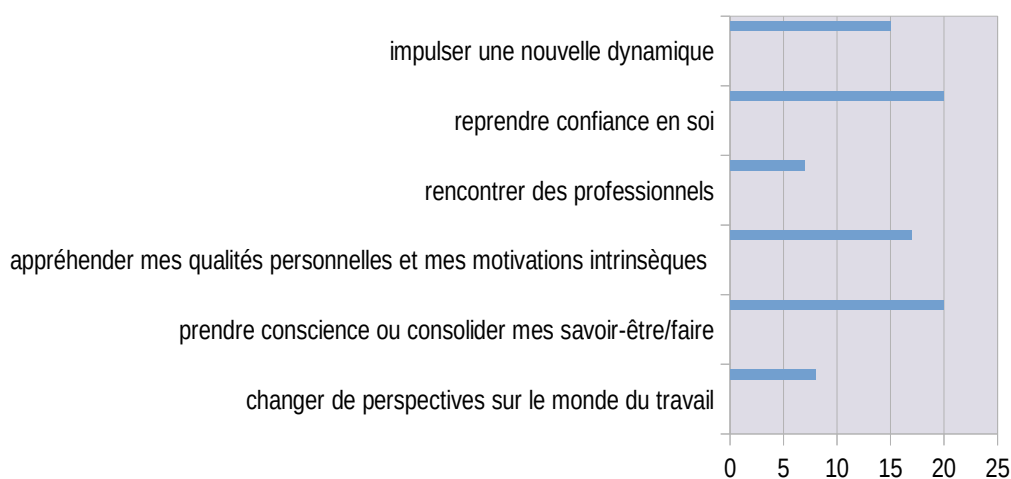 impulser une nouvelle dynamique
reprendre confiance en soi
rencontrer des professionnels
appréhender mes qualités personnelles et mes motivations intrinsèques
prendre conscience ou consolider mes savoir-être/faire
changer de perspectives sur le monde du travail
0 5 10 15 20 25